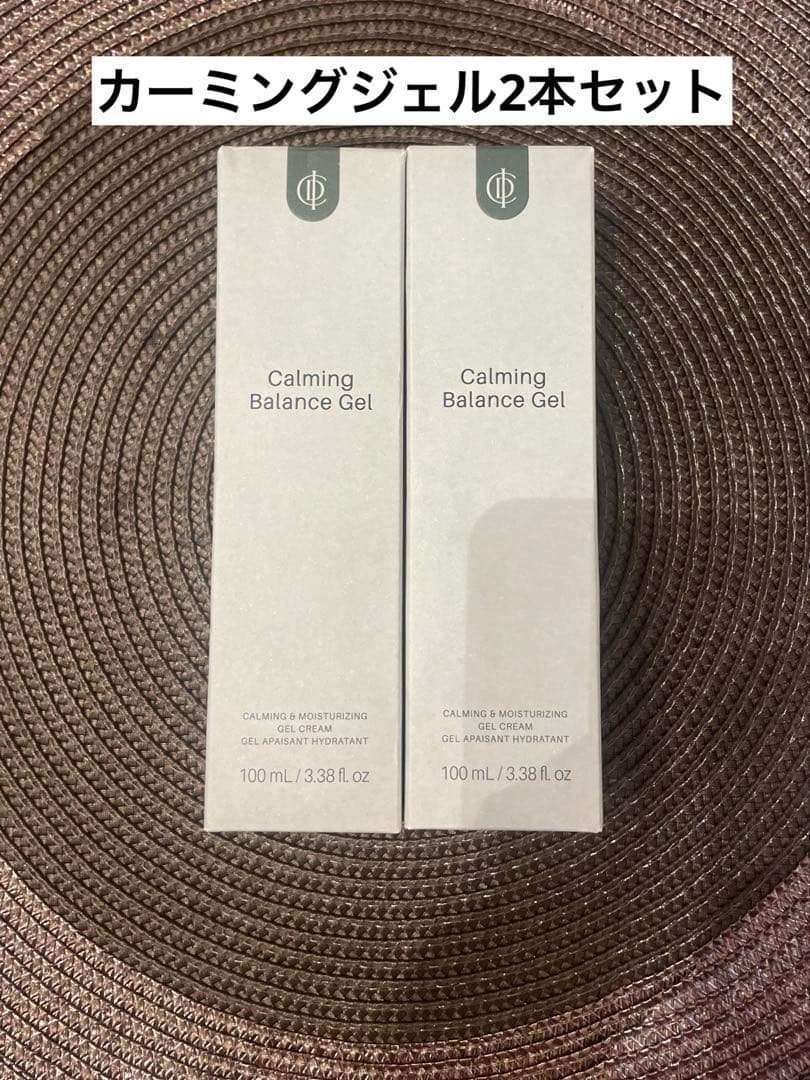 カーミングジェル2本セット
Calming
Balance Gel
CALMING & MOISTURIZING
GEL CREAM
GEL APAISANT HYDRATANT
100 mL / 3.38 fl. oz
Calming
Balance Gel
CALMING & MOISTURIZING
GEL CREAM
GEL APAISANT HYDRATANT
100 mL / 3.38 fl. oz